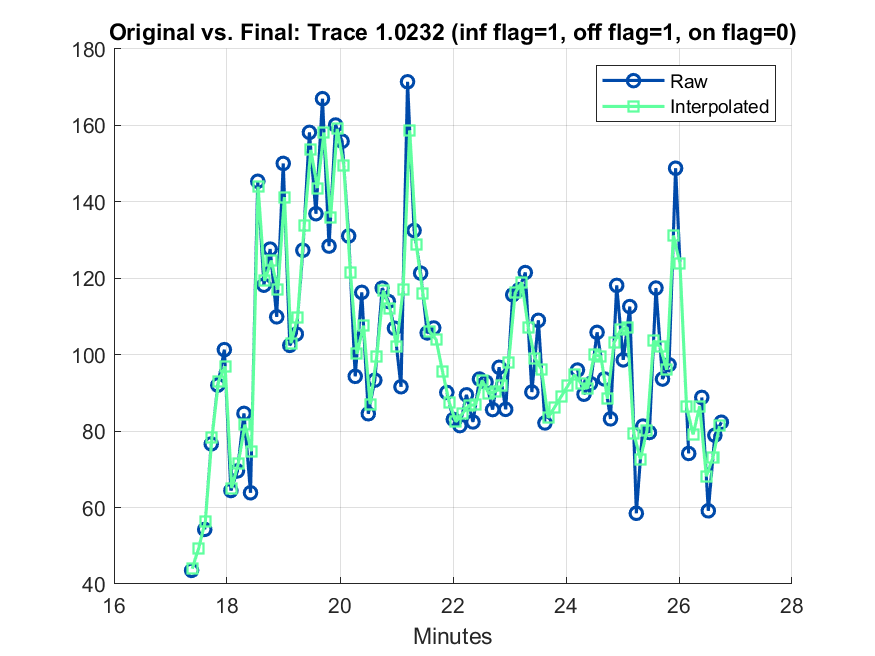 Original vs. Final: Trace 1.0232 (inf flag=1, off flag=1, on flag=0)
180
160
140
120
100
80
60
40
Raw
Interpolated
16 18 20 22 24 26 28
Minutes